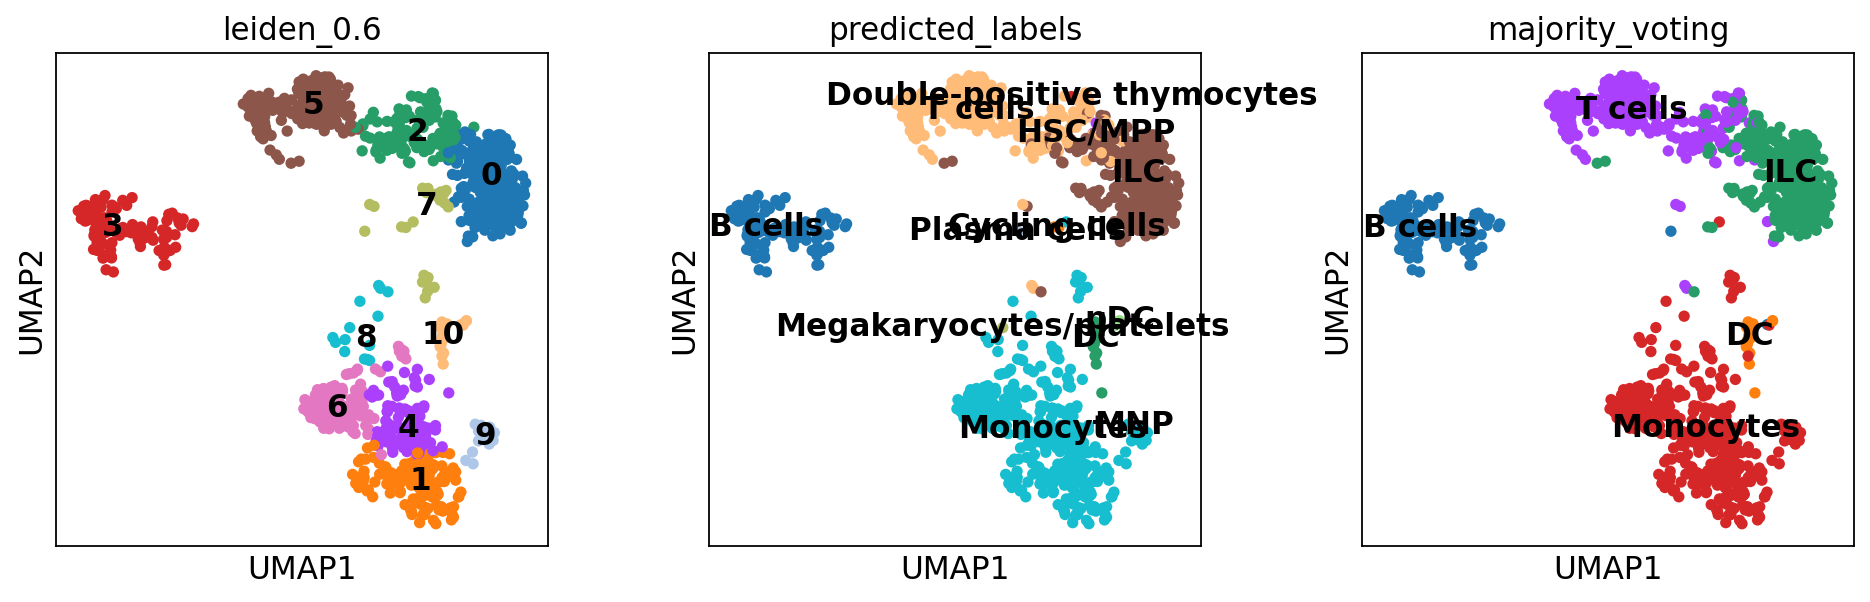 leiden_0.6
5
2
0
7
3
8
10
6
4
9
1
UMAP2
UMAP1
predicted_labels
Double-positive thymocytes
T cells
HSC/MPP
ILC
B cells
Cycling cells
Plasma cells
pDC
Megakaryocytes/platelets
DC
MNP
Monocytes
UMAP2
UMAP1
majority_voting
T cells
ILC
B cells
DC
Monocytes
UMAP2
UMAP1